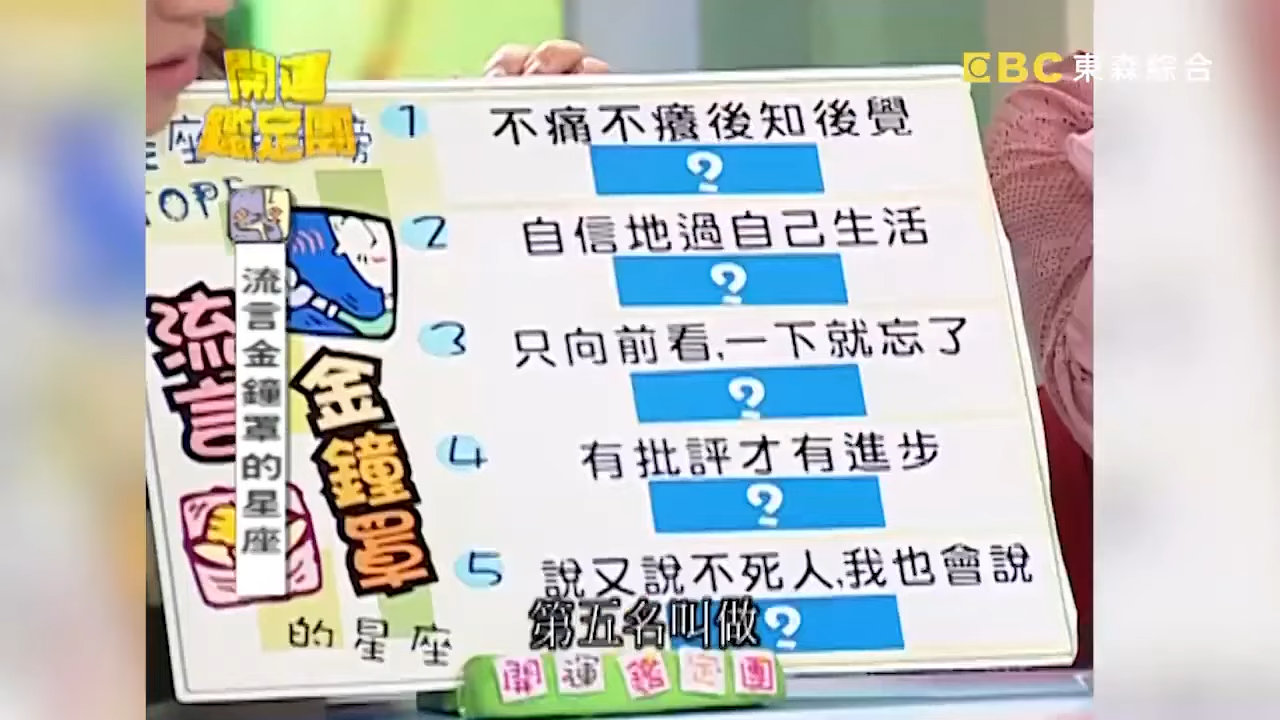 開運
鑑定團
EBC 東森綜合
座
TOP
流言金鐘罩的星座
流言
金鐘罩
的星座
1 不痛不癢後知後覺
?
2 自信地過自己生活
?
3 只向前看,一下就忘了
?
4 有批評才有進步
?
5 說又說不死人,我也會說
?
第五名叫做
開運鑑定團